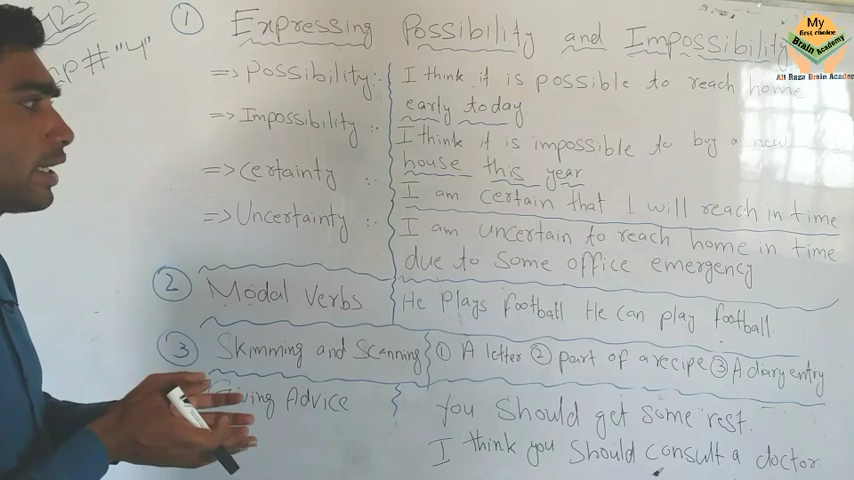 123
#"4"
My
first choice
Brain Academy
Ali Raza Brain Acade
① Expressing Possibility and Impossibility
=> Possibility:. I think it is possible to reach home
early today
=> Impossibility :. I think it is impossible to buy a new
house this year
=> Certainty :. I am certain that I will reach in time
=> Uncertainty :. I am uncertain to reach home in time
due to some office emergency
② Modal Verbs He plays football He can play football.
③ Skimming and Scanning ① A letter ② part of a recipe ③ A diary entry
Giving Advice you should get some rest.
I think you should consult a doctor